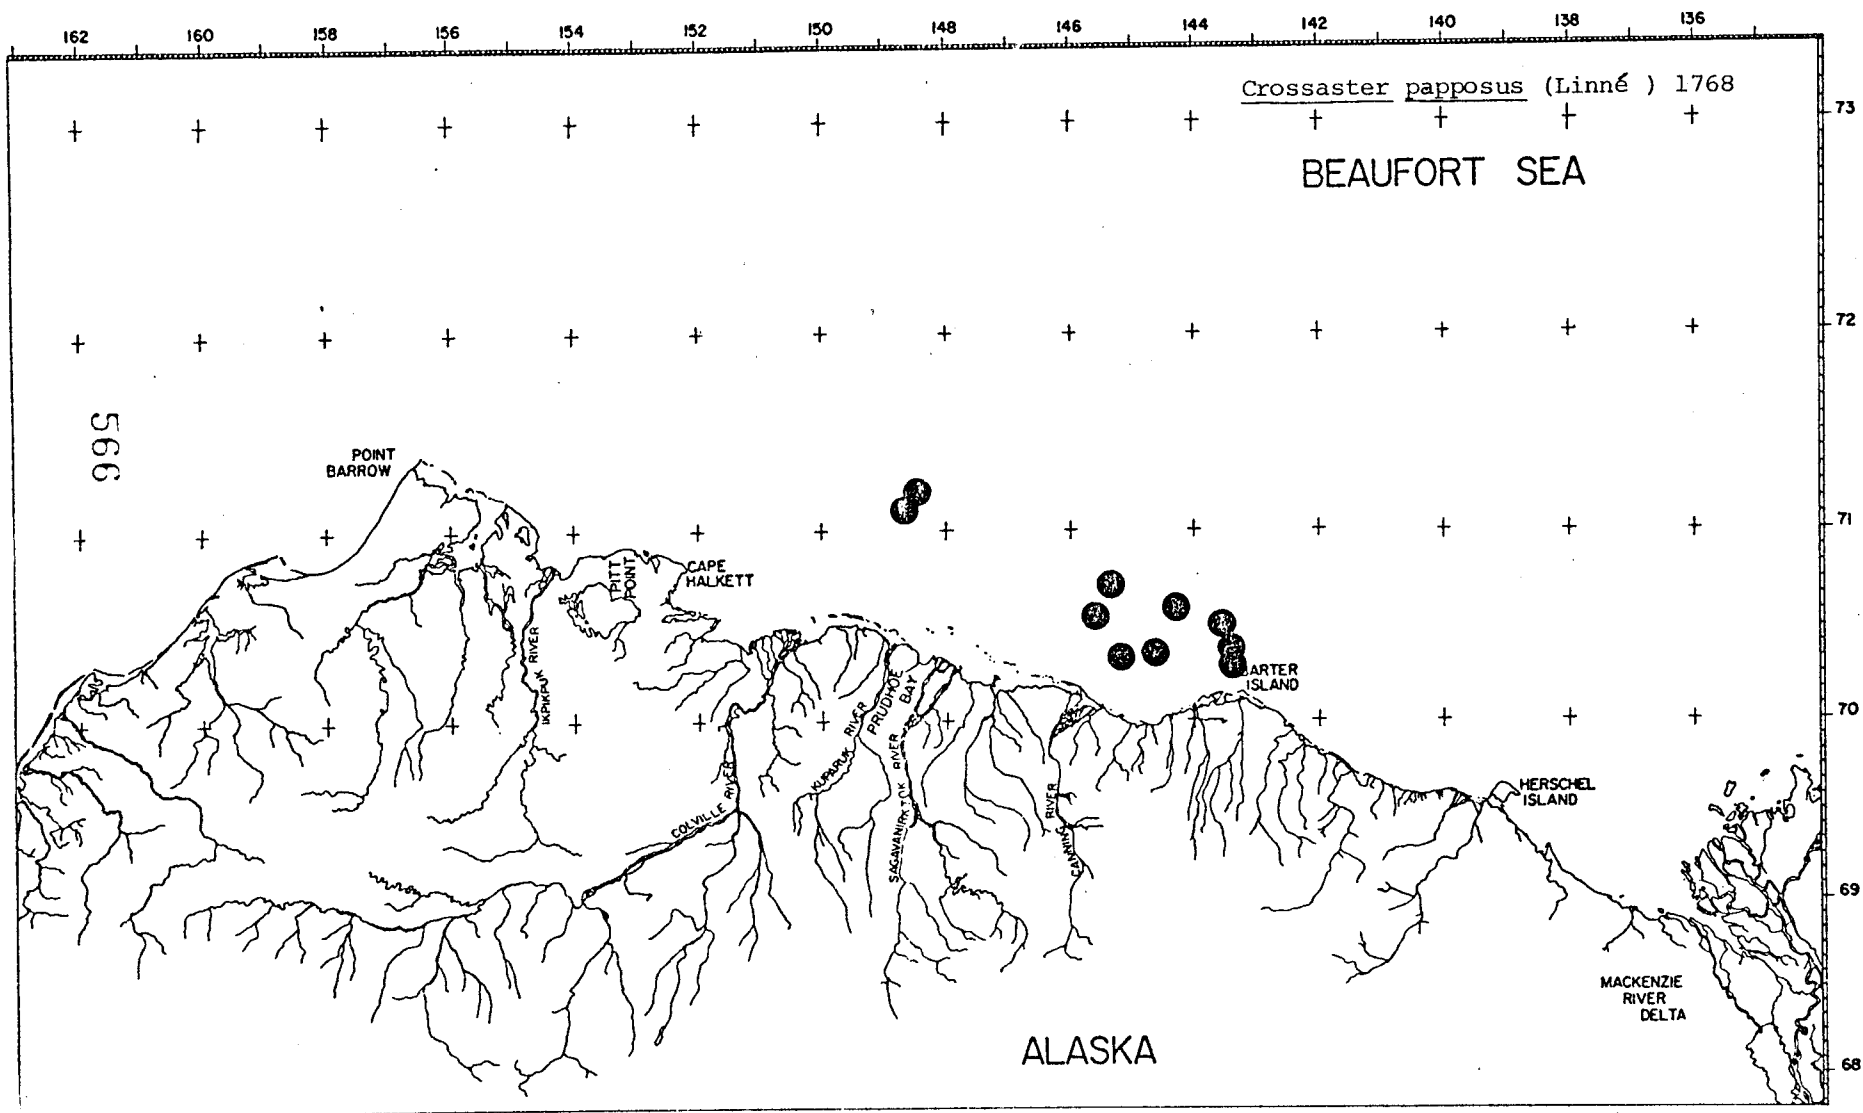 162 160 158 156 154 152 150 148 146 144 142 140 138 136
Crossaster papposus (Linné ) 1768
73
BEAUFORT SEA
72
566
POINT
BARROW
71
PITT
POINT
CAPE
HALKETT
IKPIKPUK RIVER
BARTER
ISLAND
PRUDHOE
BAY
70
KUPARUK RIVER
SAGAVANIRKTOK RIVER
COLVILLE RIVER
CANNING RIVER
HERSCHEL
ISLAND
69
MACKENZIE
RIVER
DELTA
ALASKA
68